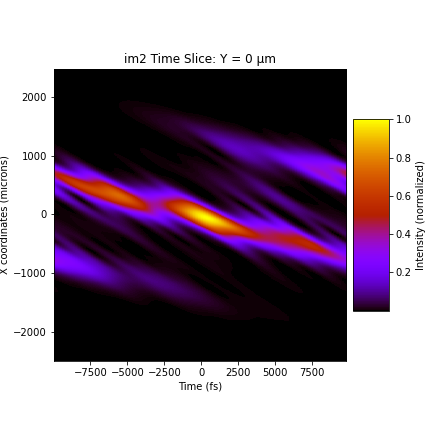 im2 Time Slice: Y = 0 μm
X coordinates (microns)
2000
1000
0
−1000
−2000
−7500 −5000 −2500 0 2500 5000 7500
Time (fs)
1.0
0.8
0.6
0.4
0.2
Intensity (normalized)